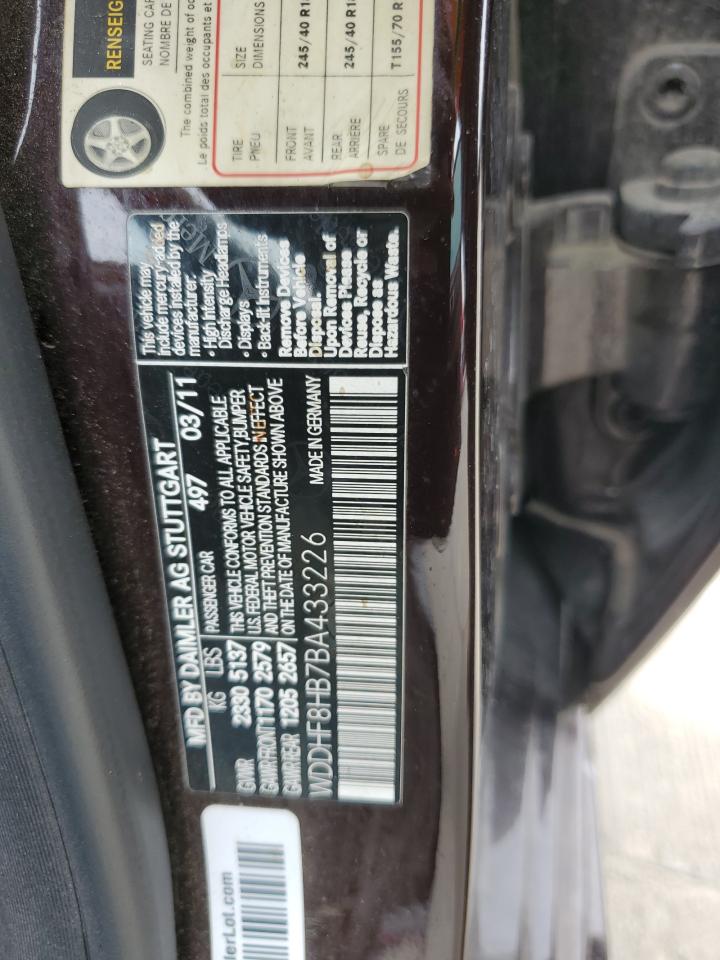 MFD BY DAIMLER AG STUTTGART
PASSENGER CAR 497 03/11
KG LBS
GVWR 2330 5137
GAWR FRONT 1170 2579
GAWR REAR 1205 2657
THIS VEHICLE CONFORMS TO ALL APPLICABLE
U.S. FEDERAL MOTOR VEHICLE SAFETY, BUMPER
AND THEFT PREVENTION STANDARDS IN EFFECT
ON THE DATE OF MANUFACTURE SHOWN ABOVE
MADE IN GERMANY
WDDHF8HB7BA433226
This vehicle may
include mercury-added
devices installed by the
manufacturer:
• High Intensity
Discharge Headlamps
• Displays
• Back-lit Instruments
Remove Devices
Before Vehicle
Disposal.
Upon Removal of
Devices Please
Reuse, Recycle or
Dispose as
Hazardous Waste.
RENSEIG
SEATING CAP
NOMBRE DE
The combined weight of oc
Le poids total des occupants et
TIRE SIZE
PNEU DIMENSIONS
FRONT 245/40 R1
AVANT
REAR 245/40 R1
ARRIÈRE
SPARE T155/70 R
DE SECOURS
lerLot.com